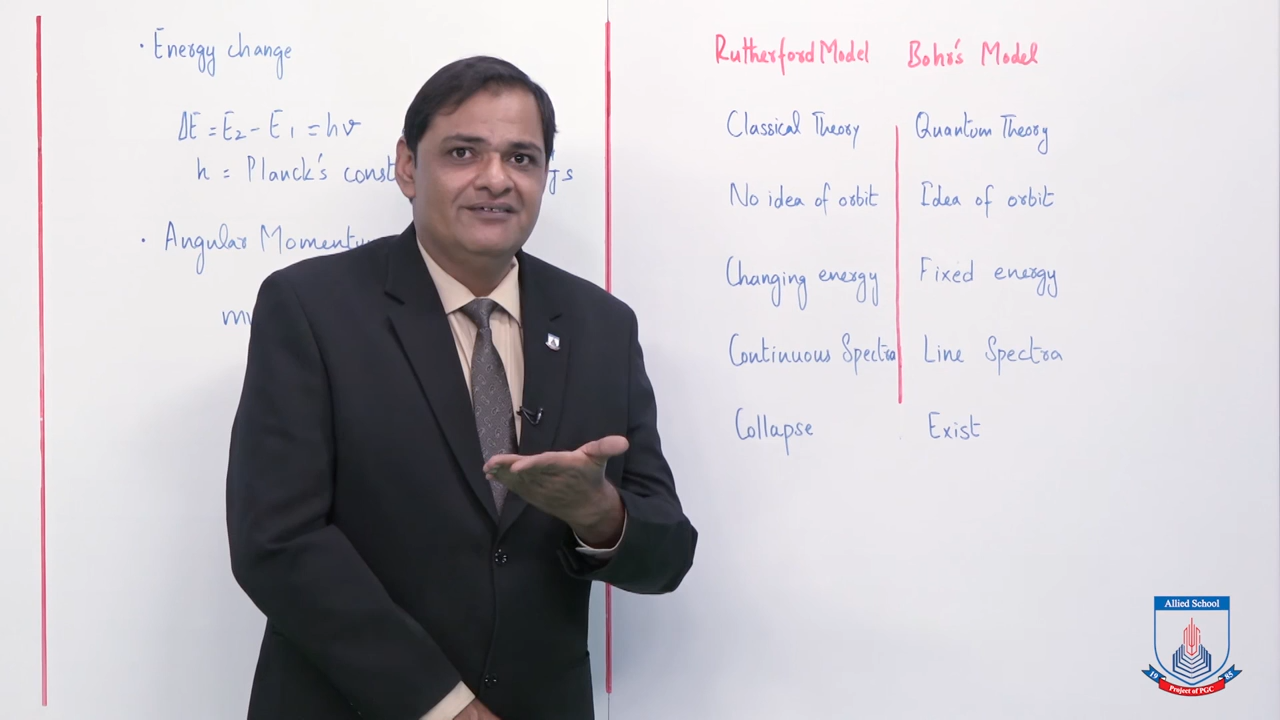 · Energy change
ΔE = E2 - E1 = hν
h = Planck's const
· Angular Momentu
Rutherford Model Bohr's Model
Classical Theory Quantum Theory
No idea of orbit Idea of orbit
Changing energy Fixed energy
Continuous Spectra Line Spectra
Collapse Exist
Allied School
19 85
Project of PGC